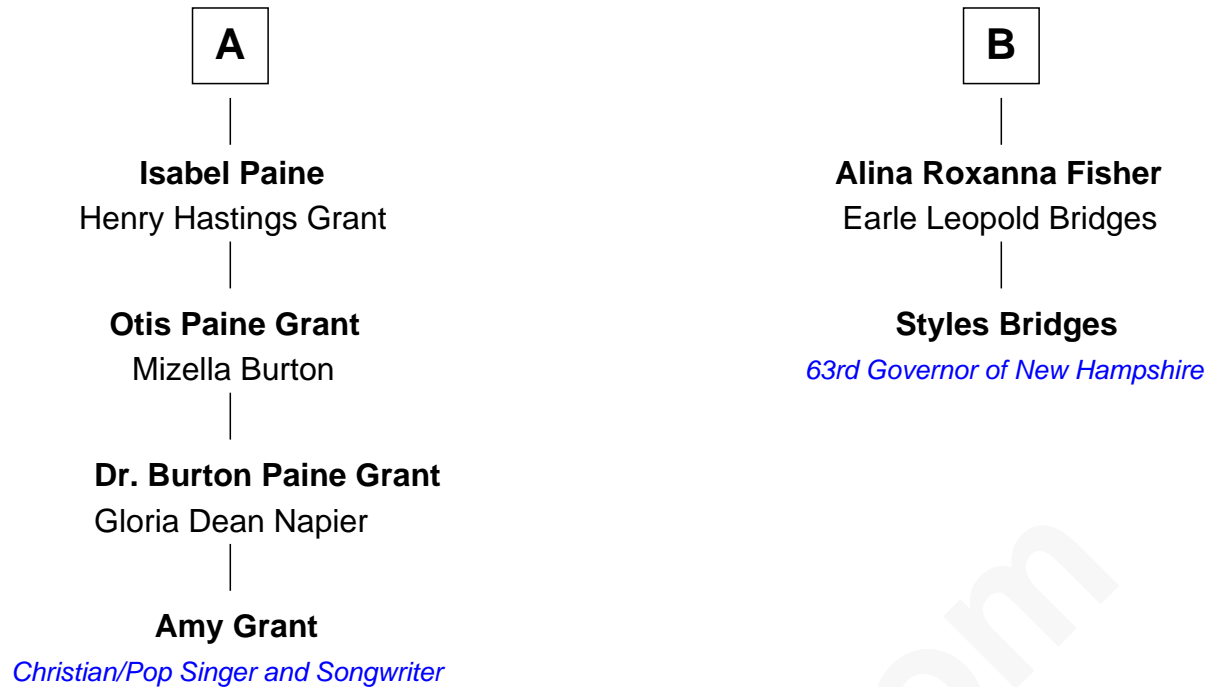 A
Isabel Paine
Henry Hastings Grant
Otis Paine Grant
Mizella Burton
Dr. Burton Paine Grant
Gloria Dean Napier
Amy Grant
Christian/Pop Singer and Songwriter
B
Alina Roxanna Fisher
Earle Leopold Bridges
Styles Bridges
63rd Governor of New Hampshire
om